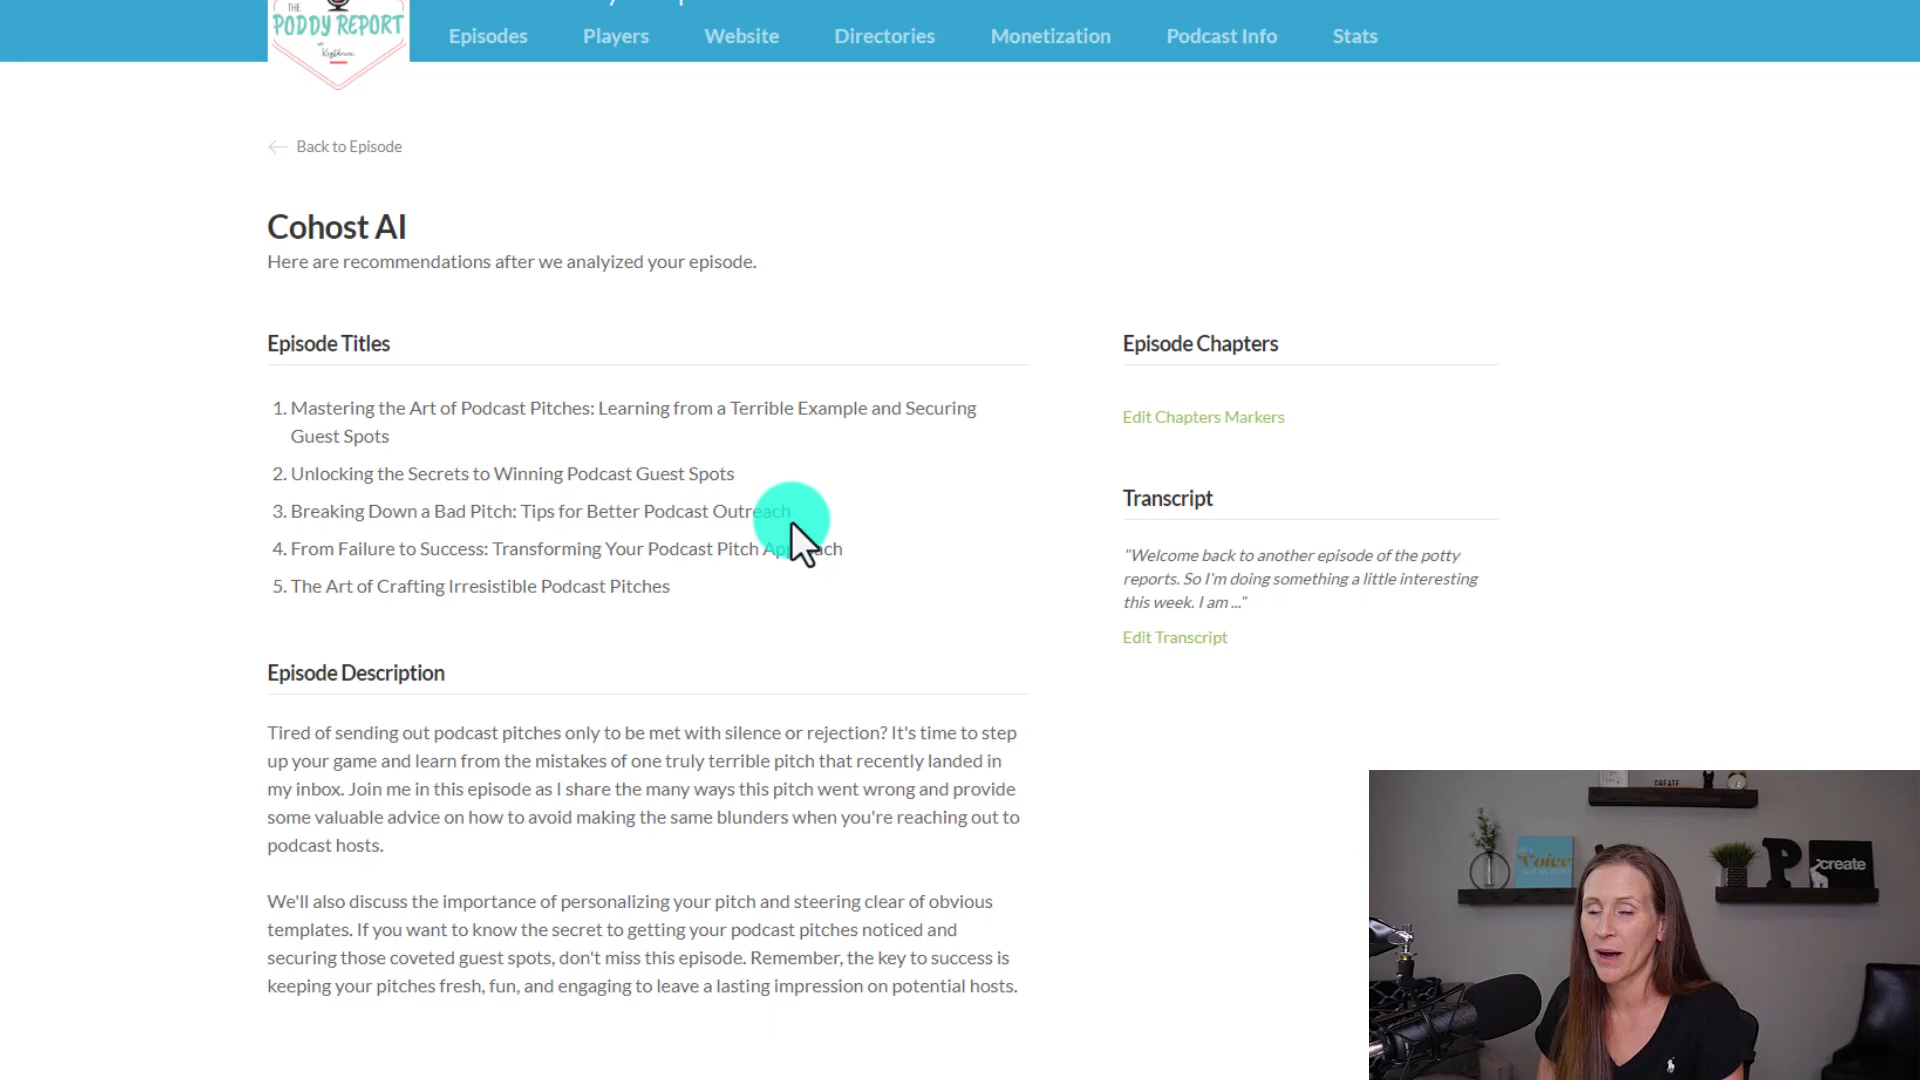 THE
PODDY REPORT
Episodes
Players
Website
Directories
Monetization
Podcast Info
Stats
Back to Episode
Cohost AI
Here are recommendations after we analyized your episode.
Episode Titles
1. Mastering the Art of Podcast Pitches: Learning from a Terrible Example and Securing
Guest Spots
2. Unlocking the Secrets to Winning Podcast Guest Spots
3. Breaking Down a Bad Pitch: Tips for Better Podcast Outreach
4. From Failure to Success: Transforming Your Podcast Pitch Approach
5. The Art of Crafting Irresistible Podcast Pitches
Episode Description
Tired of sending out podcast pitches only to be met with silence or rejection? It's time to step
up your game and learn from the mistakes of one truly terrible pitch that recently landed in
my inbox. Join me in this episode as I share the many ways this pitch went wrong and provide
some valuable advice on how to avoid making the same blunders when you're reaching out to
podcast hosts.
We'll also discuss the importance of personalizing your pitch and steering clear of obvious
templates. If you want to know the secret to getting your podcast pitches noticed and
securing those coveted guest spots, don't miss this episode. Remember, the key to success is
keeping your pitches fresh, fun, and engaging to leave a lasting impression on potential hosts.
Episode Chapters
Edit Chapters Markers
Transcript
"Welcome back to another episode of the potty
reports. So I'm doing something a little interesting
this week. I am ..."
Edit Transcript
CREATE
Voice
P
create